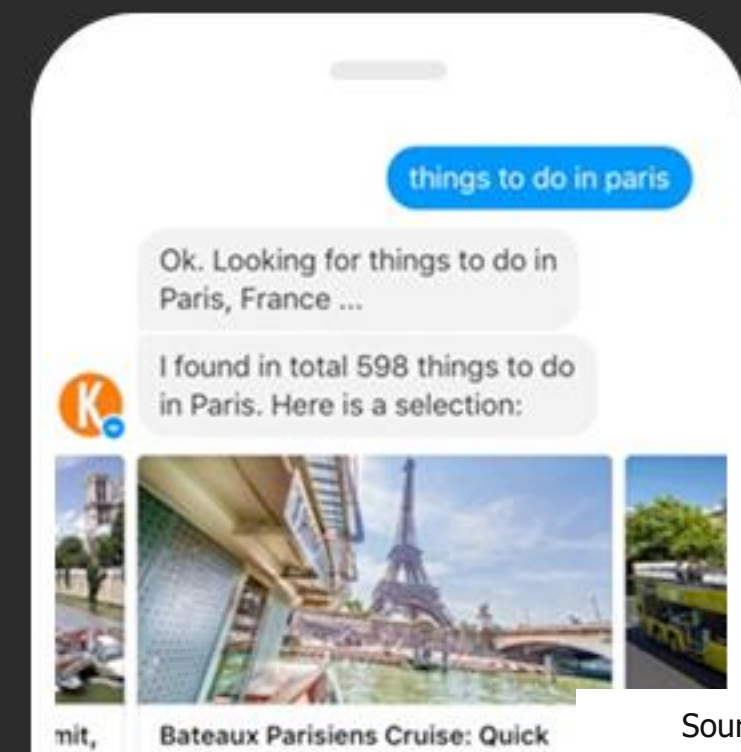 things to do in paris
Ok. Looking for things to do in
Paris, France ...
I found in total 598 things to do
in Paris. Here is a selection:
K
mit,
Bateaux Parisiens Cruise: Quick
Sour